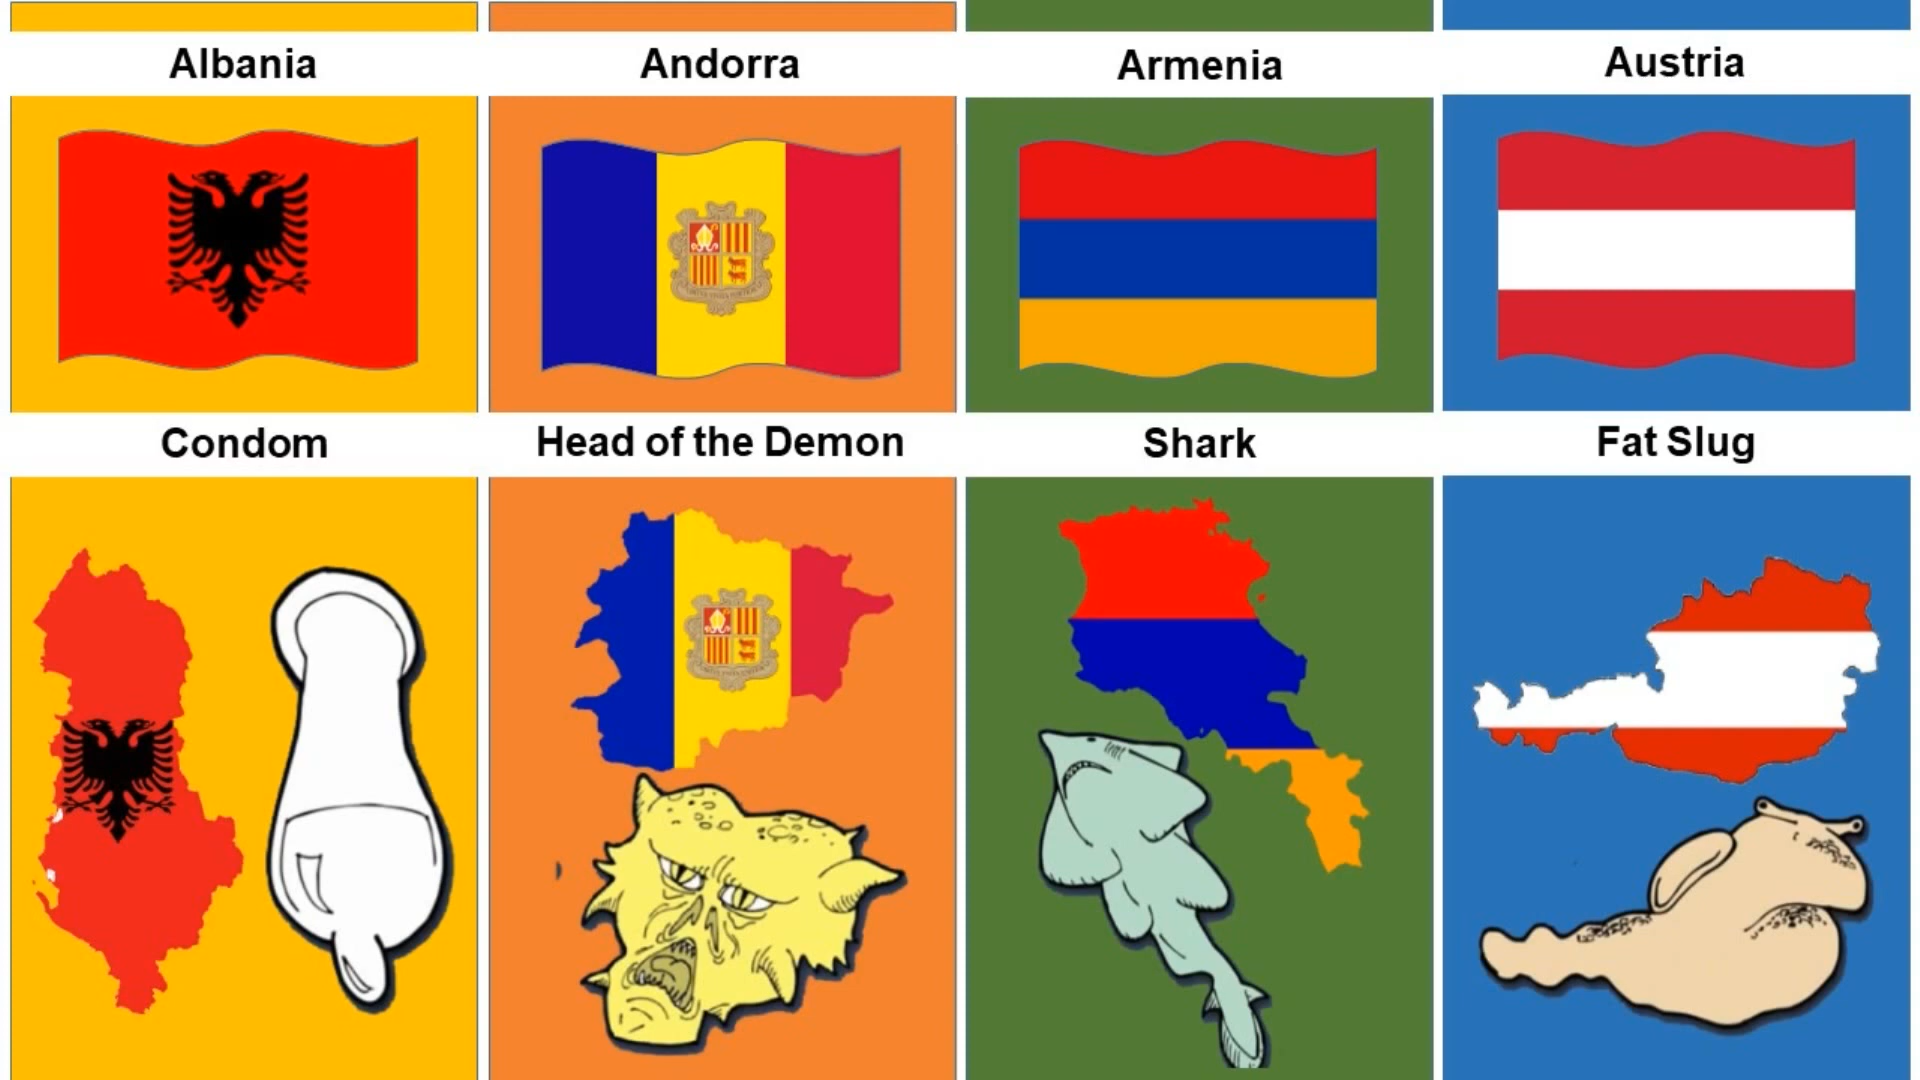 Albania
Andorra
Armenia
Austria
Condom
Head of the Demon
Shark
Fat Slug